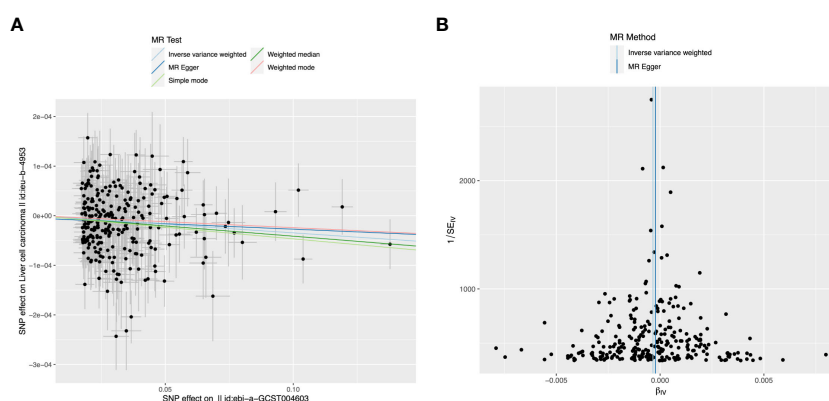 A
MR Test
Inverse variance weighted
Weighted median
MR Egger
Weighted mode
Simple mode
SNP effect on Liver cell carcinoma || id:ieu-b-4953
2e-04
1e-04
0e+00
-1e-04
-2e-04
-3e-04
0.05
0.10
SNP effect on || id:ebi-a-GCST004603
B
MR Method
Inverse variance weighted
MR Egger
1/SE_IV
2000
1000
-0.005
0.000
0.005
β_IV